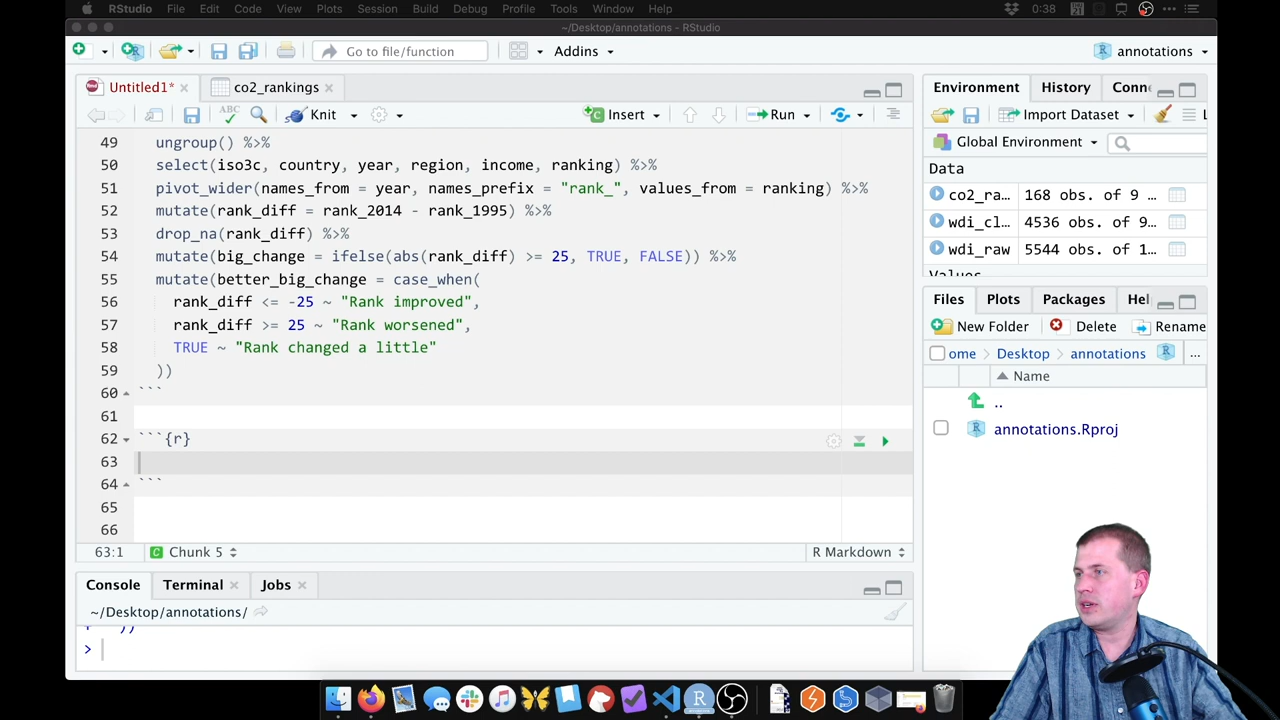 RStudio File Edit Code View Plots Session Build Debug Profile Tools Window Help 0:38
~/Desktop/annotations - RStudio
Go to file/function Addins annotations
Untitled1* co2_rankings
ABC Knit Insert Run
49 ungroup() %>%
50 select(iso3c, country, year, region, income, ranking) %>%
51 pivot_wider(names_from = year, names_prefix = "rank_", values_from = ranking) %>%
52 mutate(rank_diff = rank_2014 - rank_1995) %>%
53 drop_na(rank_diff) %>%
54 mutate(big_change = ifelse(abs(rank_diff) >= 25, TRUE, FALSE)) %>%
55 mutate(better_big_change = case_when(
56 rank_diff <= -25 ~ "Rank improved",
57 rank_diff >= 25 ~ "Rank worsened",
58 TRUE ~ "Rank changed a little"
59 ))
60 ```
61
62 ```{r}
63
64 ```
65
66
63:1 Chunk 5 R Markdown
Console Terminal Jobs
~/Desktop/annotations/
>
Environment History Conn
Import Dataset
Global Environment
Data
co2_ra... 168 obs. of 9 ...
wdi_cl... 4536 obs. of 9...
wdi_raw 5544 obs. of 1...
Values
Files Plots Packages Hel
New Folder Delete Rename
ome Desktop annotations ...
Name
..
annotations.Rproj